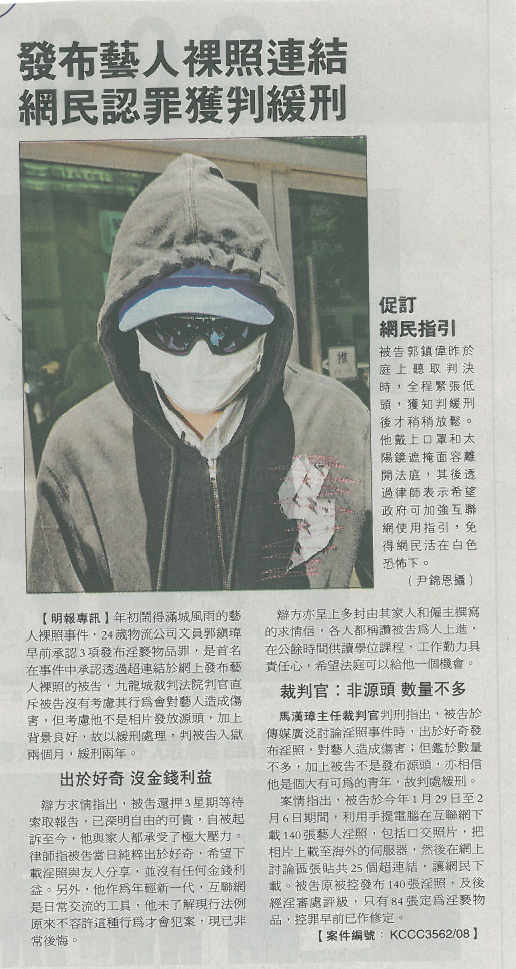 發布藝人裸照連結
網民認罪獲判緩刑
推
促訂
網民指引
被告郭鎮偉昨於
庭上聽取判決
時，全程緊張低
頭，獲知判緩刑
後才稍稍放鬆。
他戴上口罩和太
陽鏡遮掩面容離
開法庭，其後透
過律師表示希望
政府可加強互聯
網使用指引，免
得網民活在白色
恐怖下。
（尹錦恩攝）
【明報專訊】年初鬧得滿城風雨的藝
人裸照事件，24歲物流公司文員郭鎮瑋
早前承認3項發布淫褻物品罪，是首名
在事件中承認透過超連結於網上發布藝
人裸照的被告，九龍城裁判法院判官直
斥被告沒有考慮其行為會對藝人造成傷
害，但考慮他不是相片發放源頭，加上
背景良好，故以緩刑處理，判被告入獄
兩個月，緩刑兩年。
出於好奇 沒金錢利益
辯方求情指出，被告還押3星期等待
索取報告，已深明自由的可貴，自被起
訴至今，他與家人都承受了極大壓力。
律師指被告當日純粹出於好奇，希望下
載淫照與友人分享，並沒有任何金錢利
益。另外，他作為年輕新一代，互聯網
是日常交流的工具，他未了解現行法例
原來不容許這種行為才會犯案，現已非
常後悔。
辯方亦呈上多封由其家人和僱主撰寫
的求情信，各人都稱讚被告為人上進，
在公餘時間供讀學位課程，工作勤力具
責任心，希望法庭可以給他一個機會。
裁判官：非源頭 數量不多
馬漢璋主任裁判官判刑指出，被告於
傳媒廣泛討論淫照事件時，出於好奇發
布淫照，對藝人造成傷害；但鑑於數量
不多，加上被告不是發布源頭，亦相信
他是個大有可為的青年，故判處緩刑。
案情指出，被告於今年1月29日至2
月6日期間，利用手提電腦在互聯網下
載140張藝人淫照，包括口交照片，把
相片上載至海外的伺服器，然後在網上
討論區張貼共25個超連結，讓網民下
載。被告原被控發布140張淫照，及後
經淫審處評級，只有84張定為淫褻物
品，控罪早前已作修定。
【案件編號：KCCC3562/08】